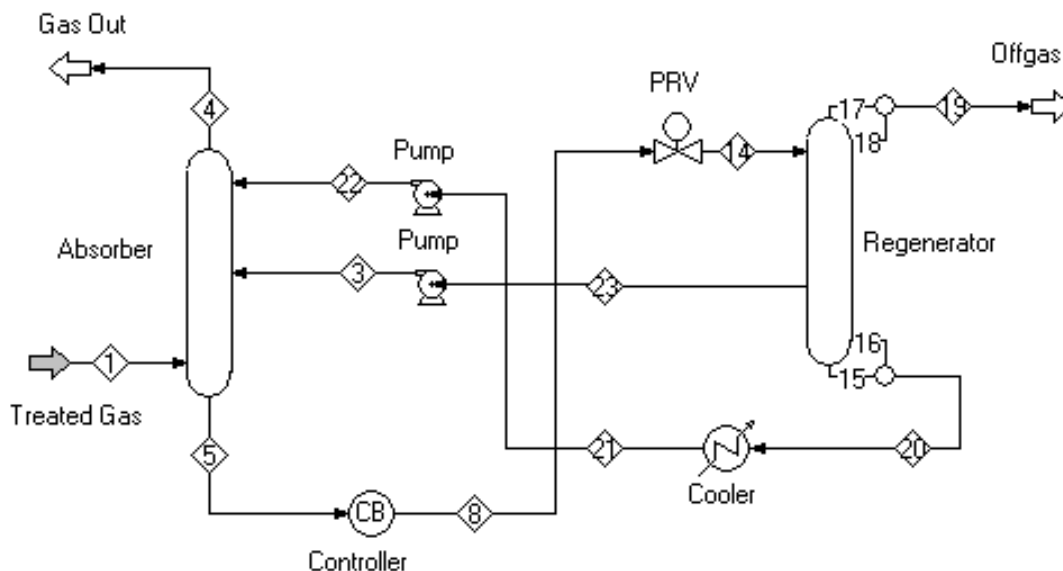 Gas Out
Offgas
PRV
17
19
4
18
14
Pump
22
Absorber
Pump
Regenerator
3
23
1
16
15
Treated Gas
5
21
20
Cooler
CB
8
Controller